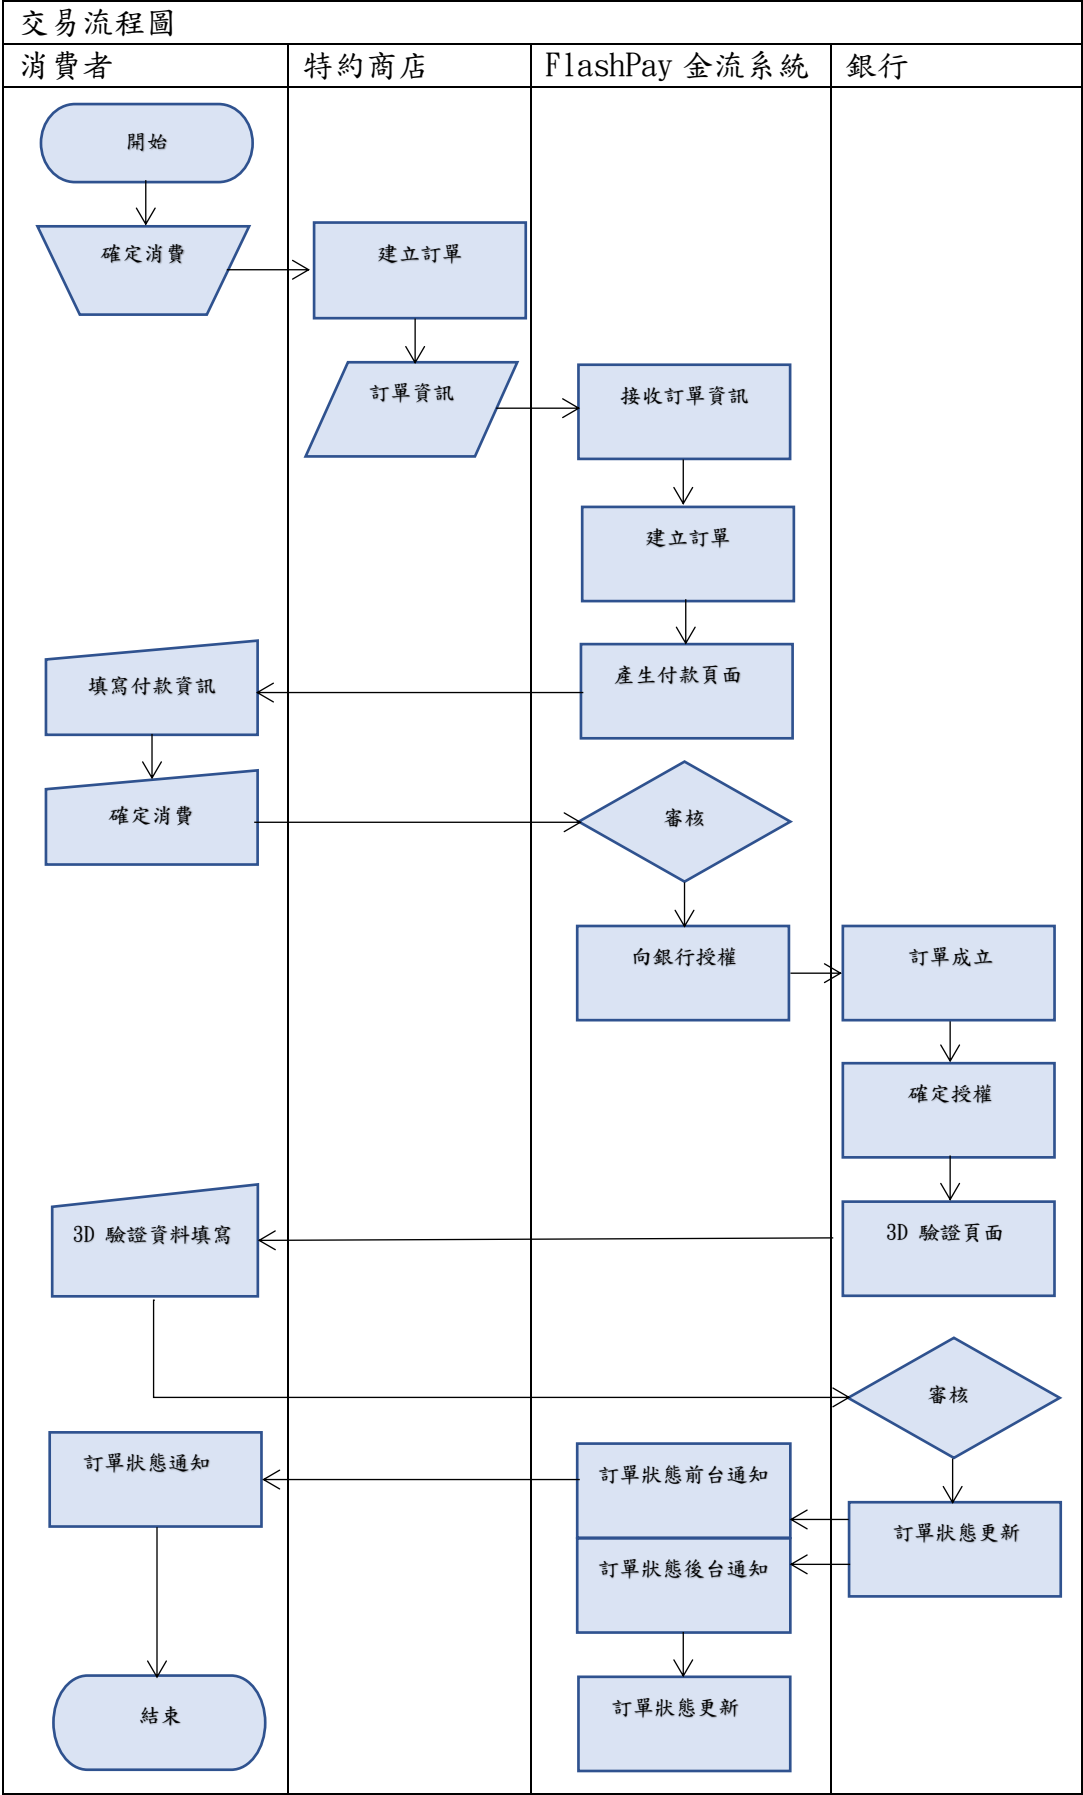 交易流程圖
消費者
特約商店
FlashPay 金流系統
銀行
開始
確定消費
建立訂單
訂單資訊
接收訂單資訊
建立訂單
產生付款頁面
填寫付款資訊
確定消費
審核
向銀行授權
訂單成立
確定授權
3D 驗證頁面
3D 驗證資料填寫
審核
訂單狀態更新
訂單狀態前台通知
訂單狀態通知
訂單狀態後台通知
訂單狀態更新
結束